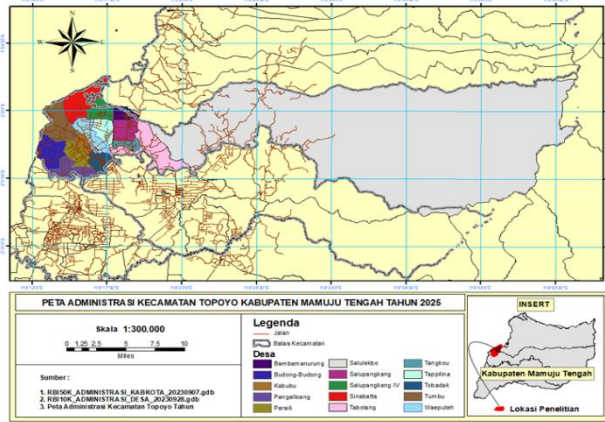 N
W E
S
PETA ADMINISTRASI KECAMATAN TOPOYO KABUPATEN MAMUJU TENGAH TAHUN 2025
Skala 1:300.000
0 1,25 2,5 5 7,5 10
Miles
Sumber :
1. RBI50K_ADMINISTRASI_KABKOTA_20230907.gdb
2. RBI10K_ADMINISTRASI_DESA_20230928.gdb
3. Peta Administrasi Kecamatan Topoyo Tahun
Legenda
Jalan
Batas Kecamatan
Desa
Bambamanurung
Budong-Budong
Kabubu
Pangalloang
Paraili
Salulekbo
Salupangkang
Salupangkang IV
Sinabatta
Tabolang
Tangkou
Tappilina
Tobadak
Tumbu
Waeputeh
INSERT
Kabupaten Mamuju Tengah
Lokasi Penelitian